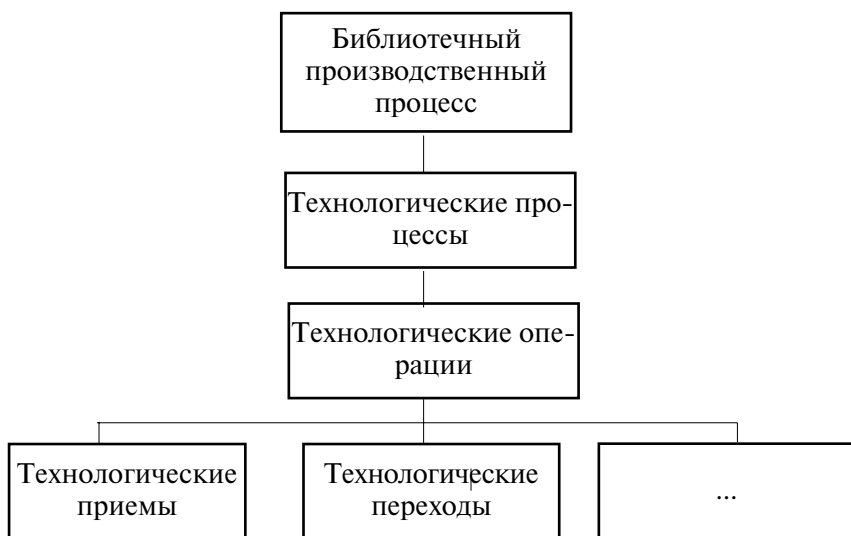 Библиотечный
производственный
процесс
Технологические про-
цессы
Технологические опе-
рации
Технологические
приемы
Технологические
переходы
...